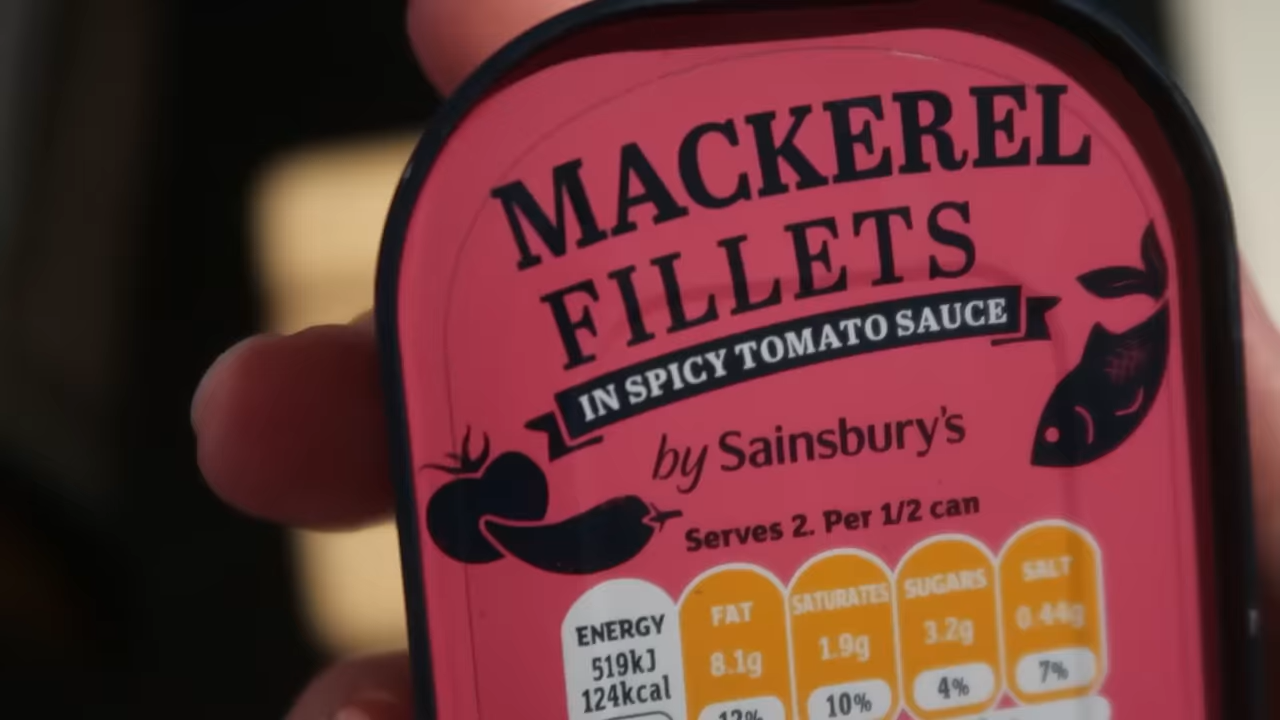 MACKEREL
FILLETS
IN SPICY TOMATO SAUCE
by Sainsbury's
Serves 2. Per 1/2 can
ENERGY FAT SATURATES SUGARS SALT
519kJ 8.1g 1.9g 3.2g 0.44g
124kcal 12% 10% 4% 7%